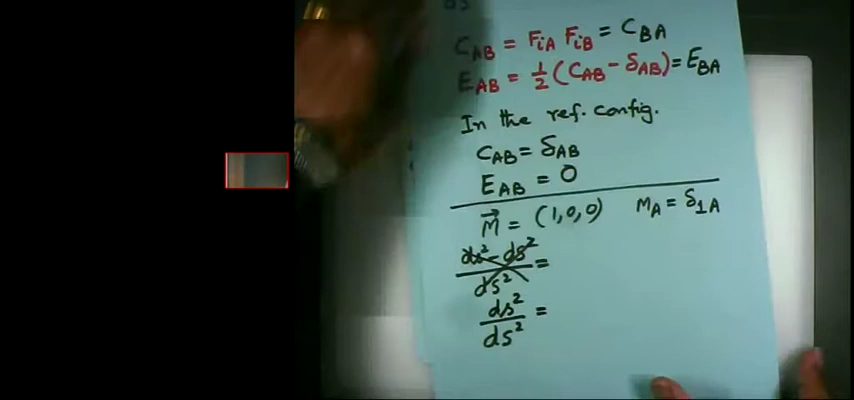 dS
C_AB = F_iA F_iB = C_BA
E_AB = 1/2 (C_AB - δ_AB) = E_BA
In the ref. config.
C_AB = δ_AB
E_AB = 0
M⃗ = (1,0,0) M_A = δ_1A
ds² - dS² / dS² =
ds² / dS² =